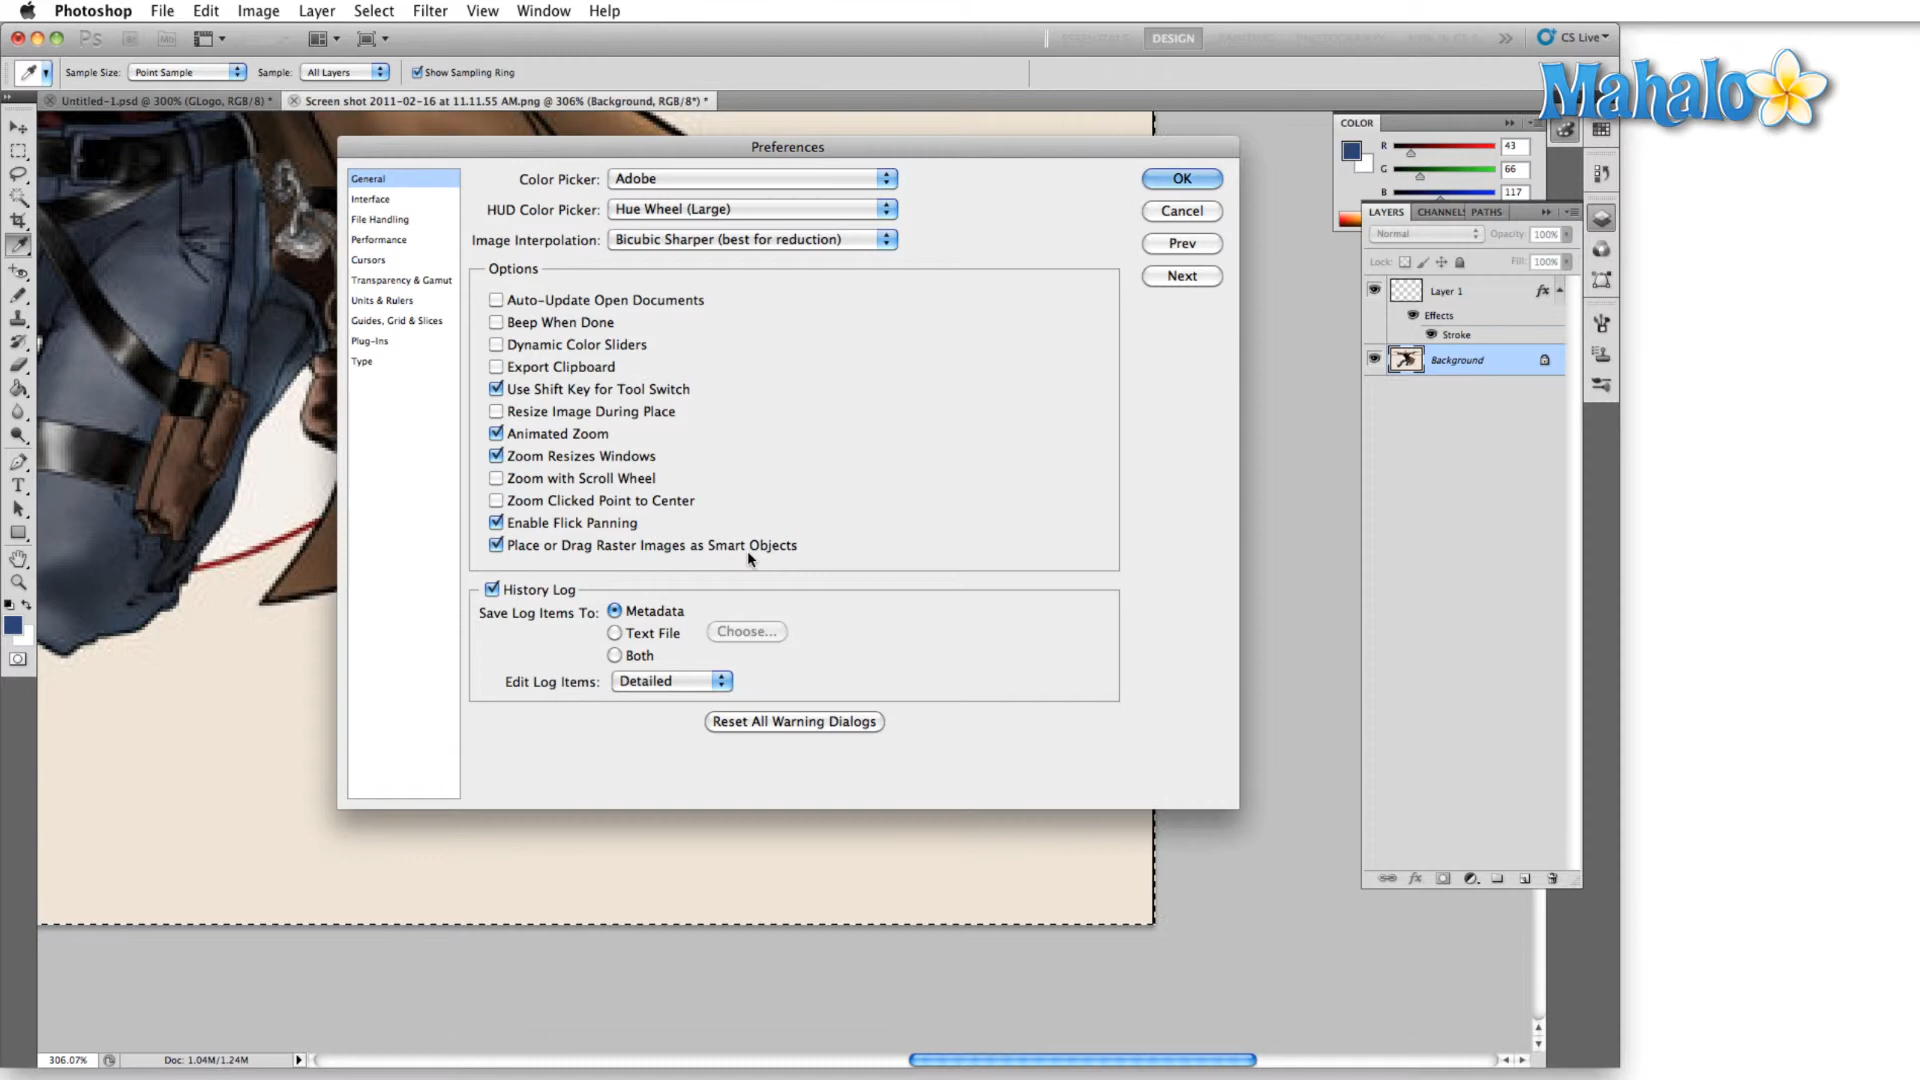 Photoshop File Edit Image Layer Select Filter View Window Help
Ps Br Mb DESIGN CS Live
Sample Size: Point Sample Sample: All Layers Show Sampling Ring
Mahalo
Untitled-1.psd @ 300% (GLogo, RGB/8) * Screen shot 2011-02-16 at 11.11.55 AM.png @ 306% (Background, RGB/8*) *
Preferences
General
Interface
File Handling
Performance
Cursors
Transparency & Gamut
Units & Rulers
Guides, Grid & Slices
Plug-Ins
Type
Color Picker: Adobe
HUD Color Picker: Hue Wheel (Large)
Image Interpolation: Bicubic Sharper (best for reduction)
Options
Auto-Update Open Documents
Beep When Done
Dynamic Color Sliders
Export Clipboard
Use Shift Key for Tool Switch
Resize Image During Place
Animated Zoom
Zoom Resizes Windows
Zoom with Scroll Wheel
Zoom Clicked Point to Center
Enable Flick Panning
Place or Drag Raster Images as Smart Objects
History Log
Save Log Items To: Metadata
Text File Choose...
Both
Edit Log Items: Detailed
Reset All Warning Dialogs
OK
Cancel
Prev
Next
COLOR
R 43
G 66
B 117
LAYERS CHANNELS PATHS
Normal Opacity: 100%
Lock: Fill: 100%
Layer 1 fx
Effects
Stroke
Background
fx
306.07% Doc: 1.04M/1.24M